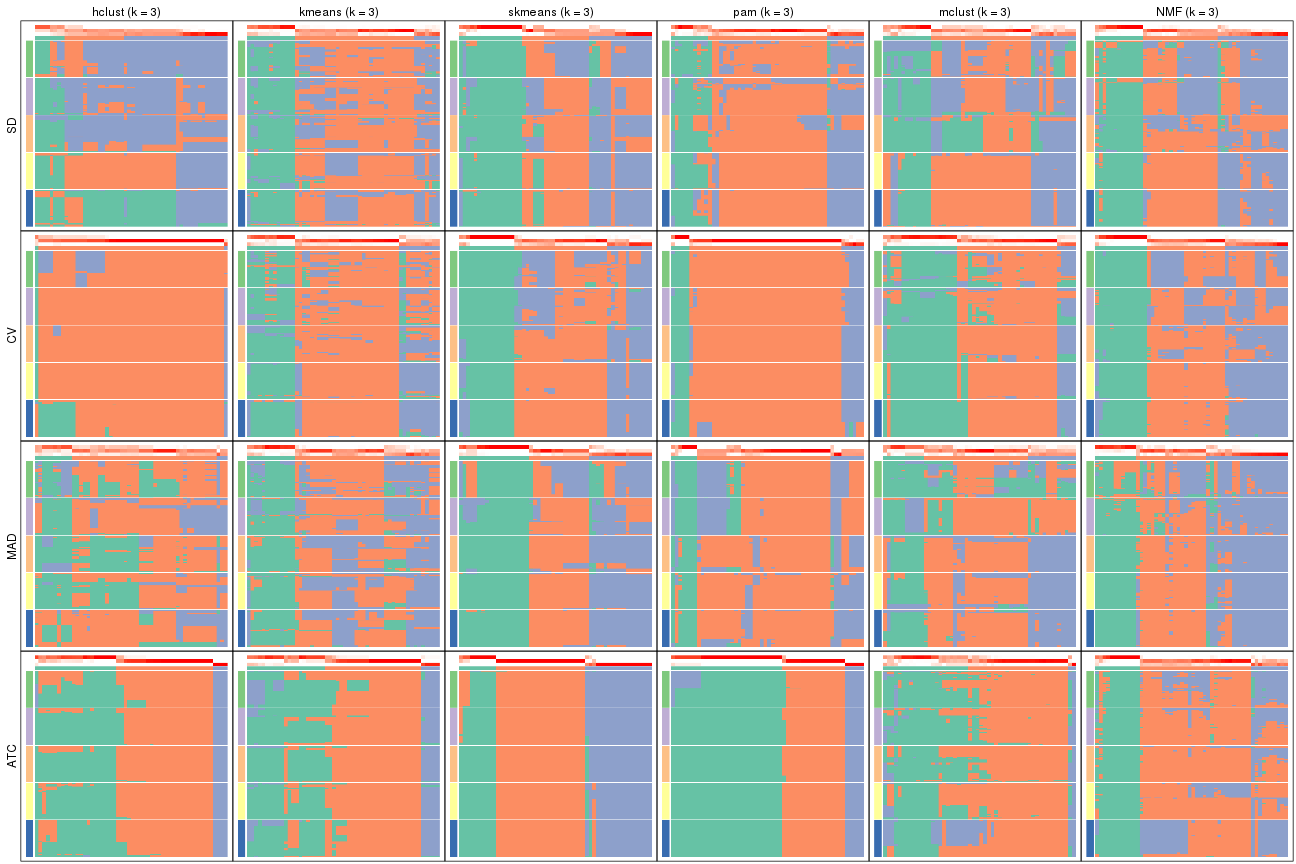 hclust (k = 3) kmeans (k = 3) skmeans (k = 3) pam (k = 3) mclust (k = 3) NMF (k = 3)
SD
CV
MAD
ATC